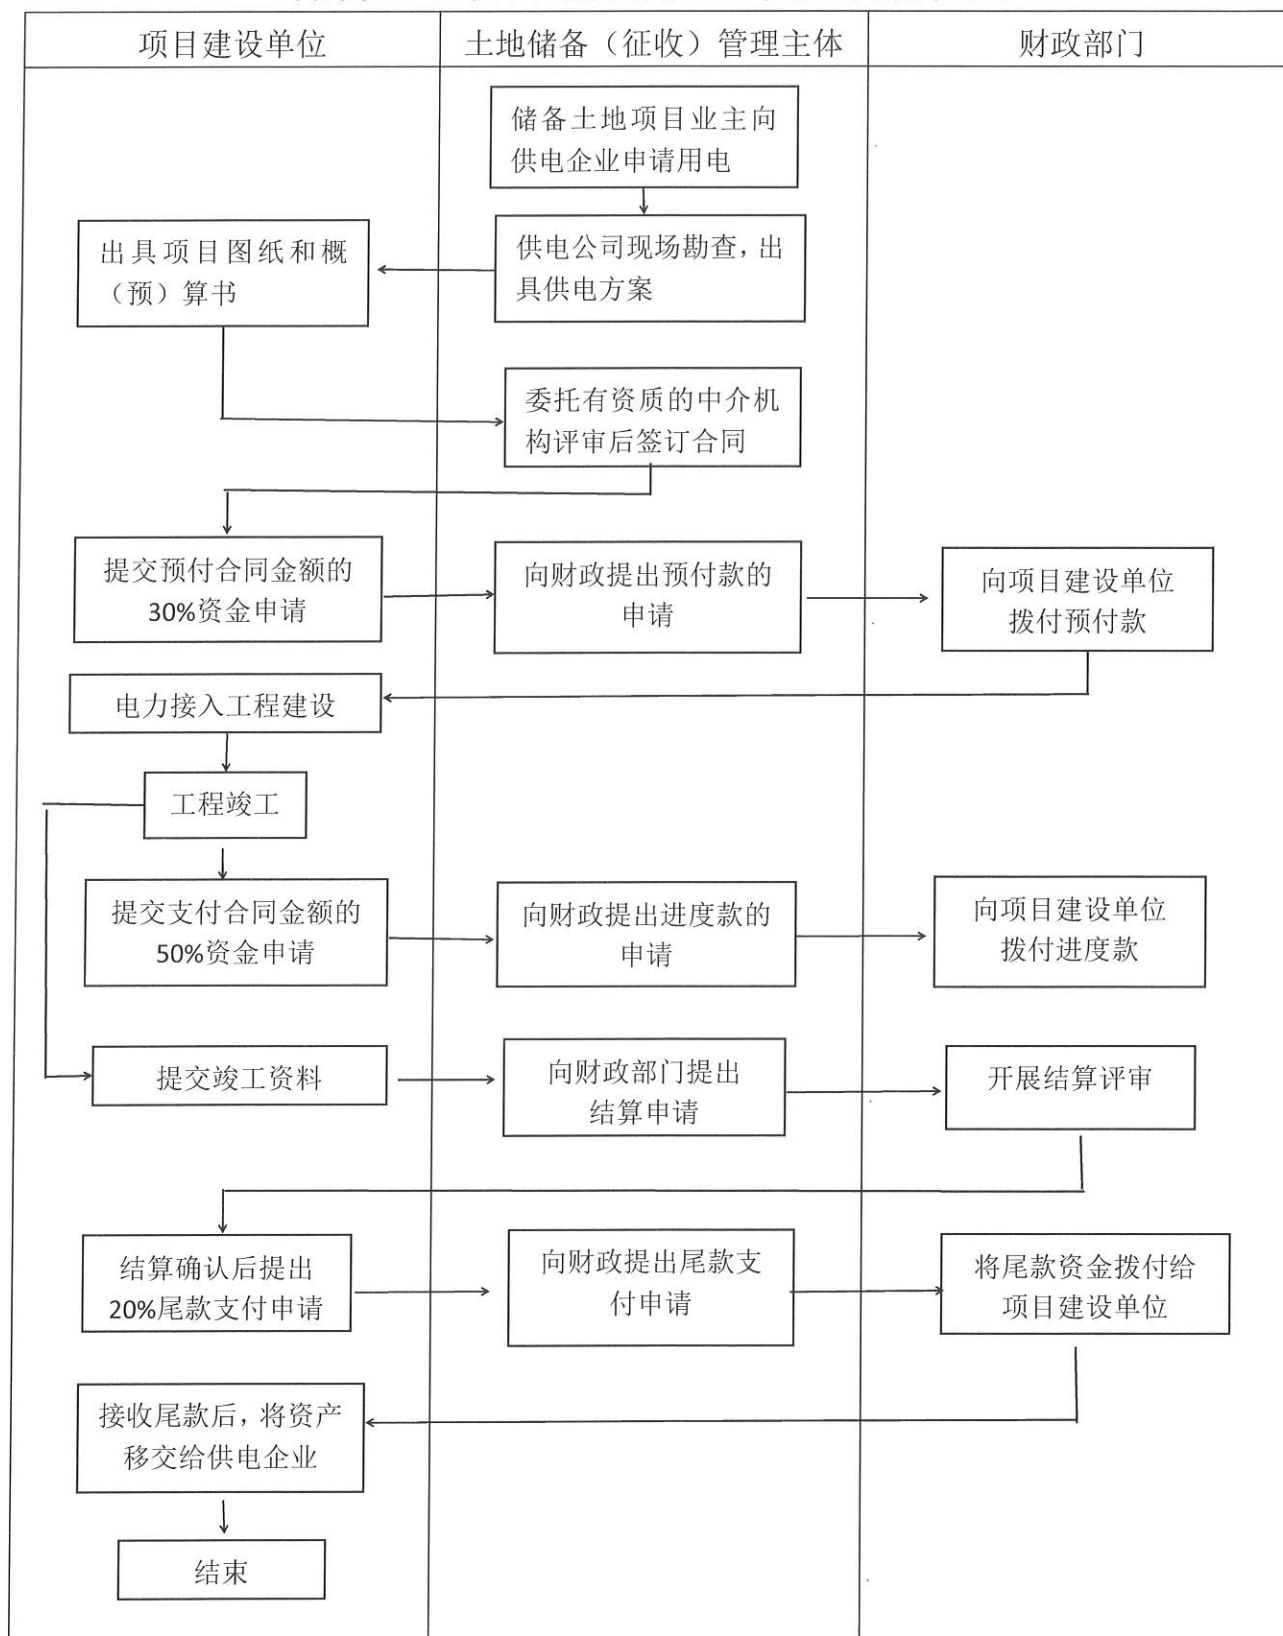 项目建设单位
土地储备（征收）管理主体
财政部门
储备土地项目业主向
供电企业申请用电
供电公司现场勘查，出
具供电方案
出具项目图纸和概
（预）算书
委托有资质的中介机
构评审后签订合同
提交预付合同金额的
30%资金申请
向财政提出预付款的
申请
向项目建设单位
拨付预付款
电力接入工程建设
工程竣工
提交支付合同金额的
50%资金申请
向财政提出进度款的
申请
向项目建设单位
拨付进度款
提交竣工资料
向财政部门提出
结算申请
开展结算评审
结算确认后提出
20%尾款支付申请
向财政提出尾款支
付申请
将尾款资金拨付给
项目建设单位
接收尾款后，将资产
移交给供电企业
结束